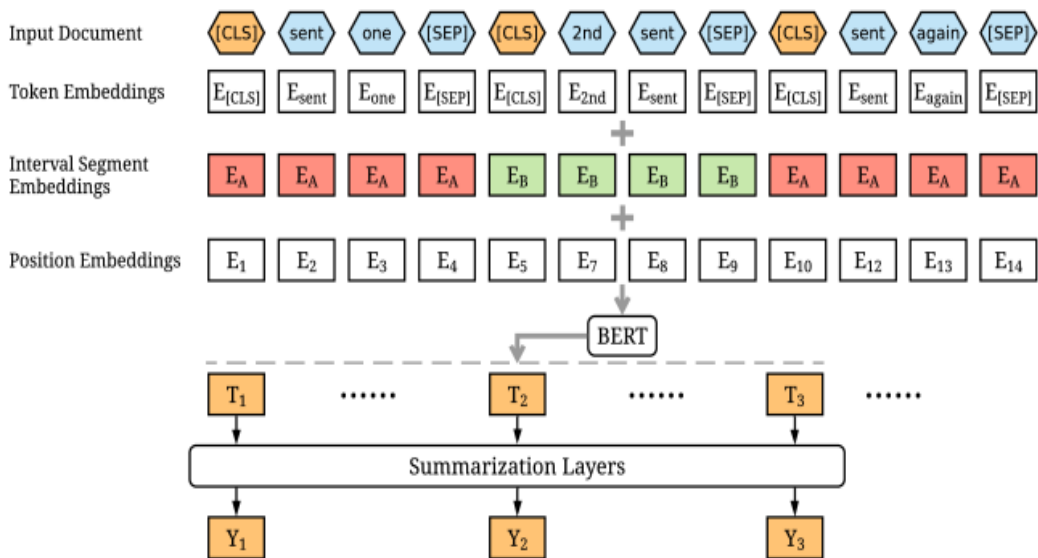 Input Document [CLS] sent one [SEP] [CLS] 2nd sent [SEP] [CLS] sent again [SEP]
Token Embeddings E[CLS] Esent Eone E[SEP] E[CLS] E2nd Esent E[SEP] E[CLS] Esent Eagain E[SEP]
+
Interval Segment
Embeddings EA EA EA EA EB EB EB EB EA EA EA EA
+
Position Embeddings E1 E2 E3 E4 E5 E7 E8 E9 E10 E12 E13 E14
BERT
T1 ...... T2 ...... T3 ......
Summarization Layers
Y1 Y2 Y3